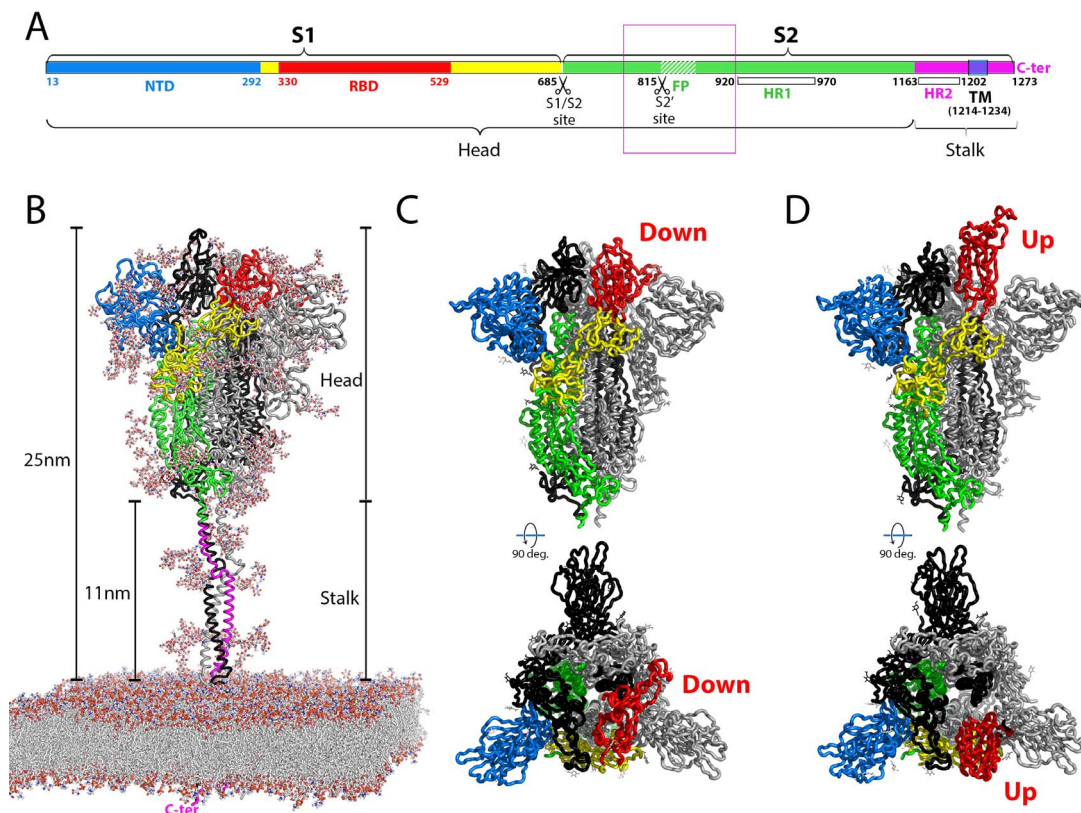 A
S1
S2
13
NTD
292
330
RBD
529
685
S1/S2
site
815
S2'
site
FP
920
HR1
970
1163
HR2
1202
TM
(1214-1234)
1273
C-ter
Head
Stalk
B
25nm
11nm
Head
Stalk
C-ter
C
Down
90 deg.
Down
D
Up
90 deg.
Up